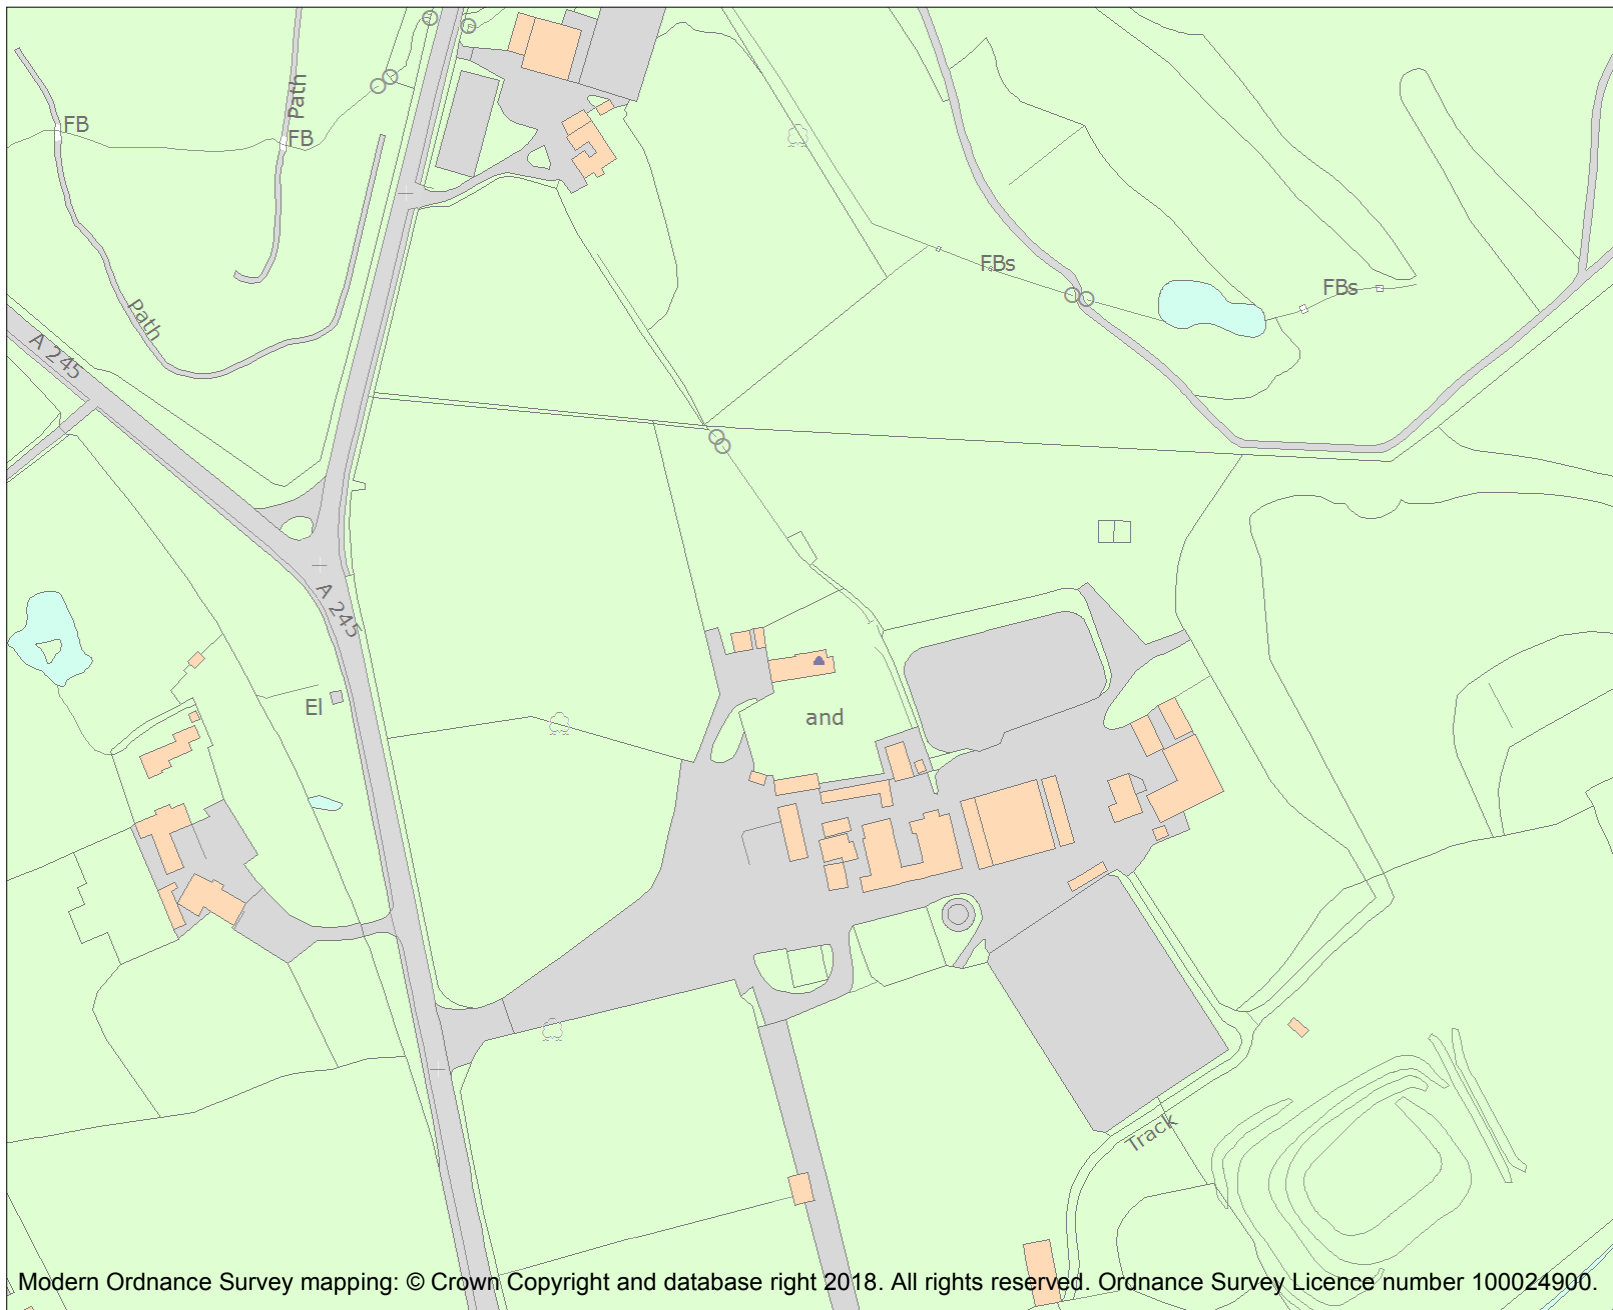 Path
FB
FB
FBs
FBs
Path
A 245
A 245
El
and
Track
Modern Ordnance Survey mapping: © Crown Copyright and database right 2018. All rights reserved. Ordnance Survey Licence number 100024900.